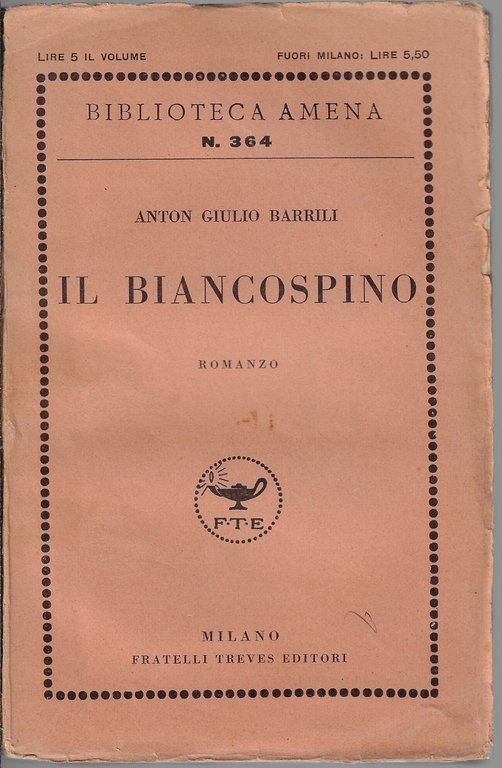 LIRE 5 IL VOLUME FUORI MILANO: LIRE 5,50
BIBLIOTECA AMENA
N. 364
ANTON GIULIO BARRILI
IL BIANCOSPINO
ROMANZO
F·T·E
MILANO
FRATELLI TREVES EDITORI